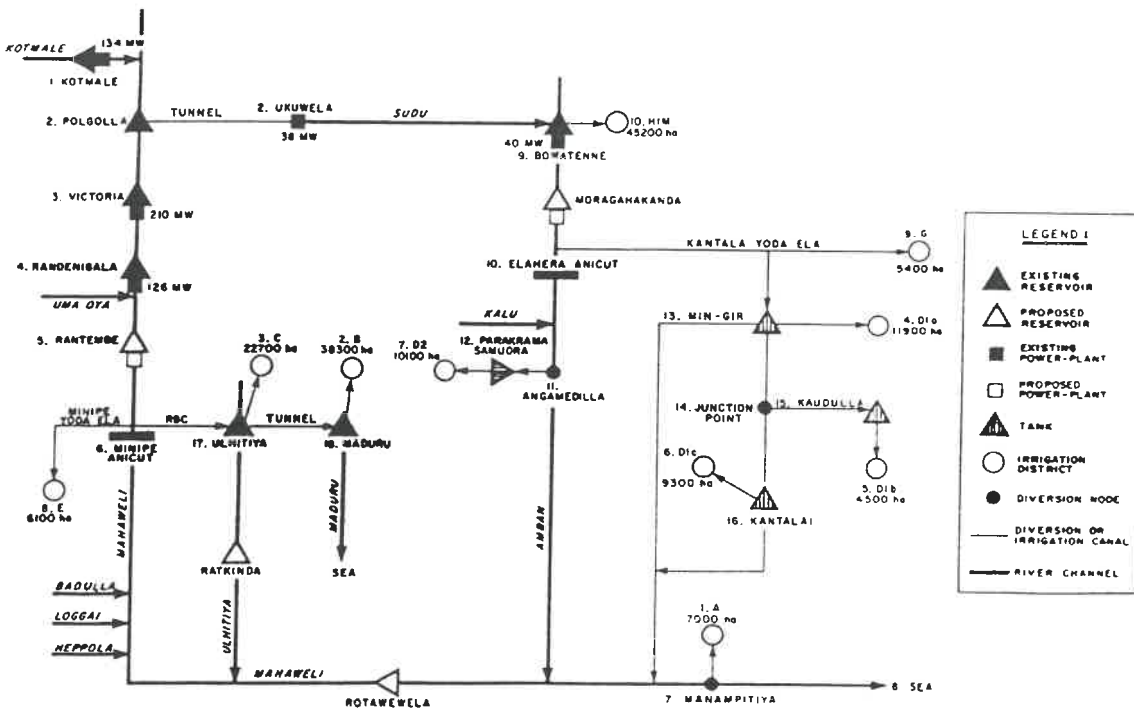 KOTMALE
134 MW
1. KOTMALE
2. POLGOLLA
TUNNEL
2. UKUWELA
38 MW
SUDU
40 MW
9. BOWATENNE
10. HIM
45200 ha
3. VICTORIA
210 MW
MORAGAHAKANDA
4. RANDENIGALA
126 MW
UMA OYA
KANTALA YODA ELA
9. G
5400 ha
10. ELAHERA ANICUT
5. RANTEMBE
KALU
13. MIN-GIR
4. D1a
11900 ha
3. C
22700 ha
2. B
38300 ha
7. D2
10100 ha
12. PARAKRAMA
SAMUDRA
11.
ANGAMEDILLA
MINIPE
YODA ELA
RBC
TUNNEL
17. ULHITIYA
18. MADURU
6. MINIPE
ANICUT
14. JUNCTION
POINT
15. KAUDULLA
6. D1c
9300 ha
5. D1b
4500 ha
16. KANTALAI
8. E
6100 ha
MAHAWELI
MADURU
SEA
AMBAN
RATKINDA
ULHITIYA
BADULLA
LOGGAI
HEPPOLA
1. A
7000 ha
MAHAWELI
ROTAWEWELA
7. MANAMPITIYA
8. SEA
LEGEND :
EXISTING
RESERVOIR
PROPOSED
RESERVOIR
EXISTING
POWER-PLANT
PROPOSED
POWER-PLANT
TANK
IRRIGATION
DISTRICT
DIVERSION NODE
DIVERSION OR
IRRIGATION CANAL
RIVER CHANNEL